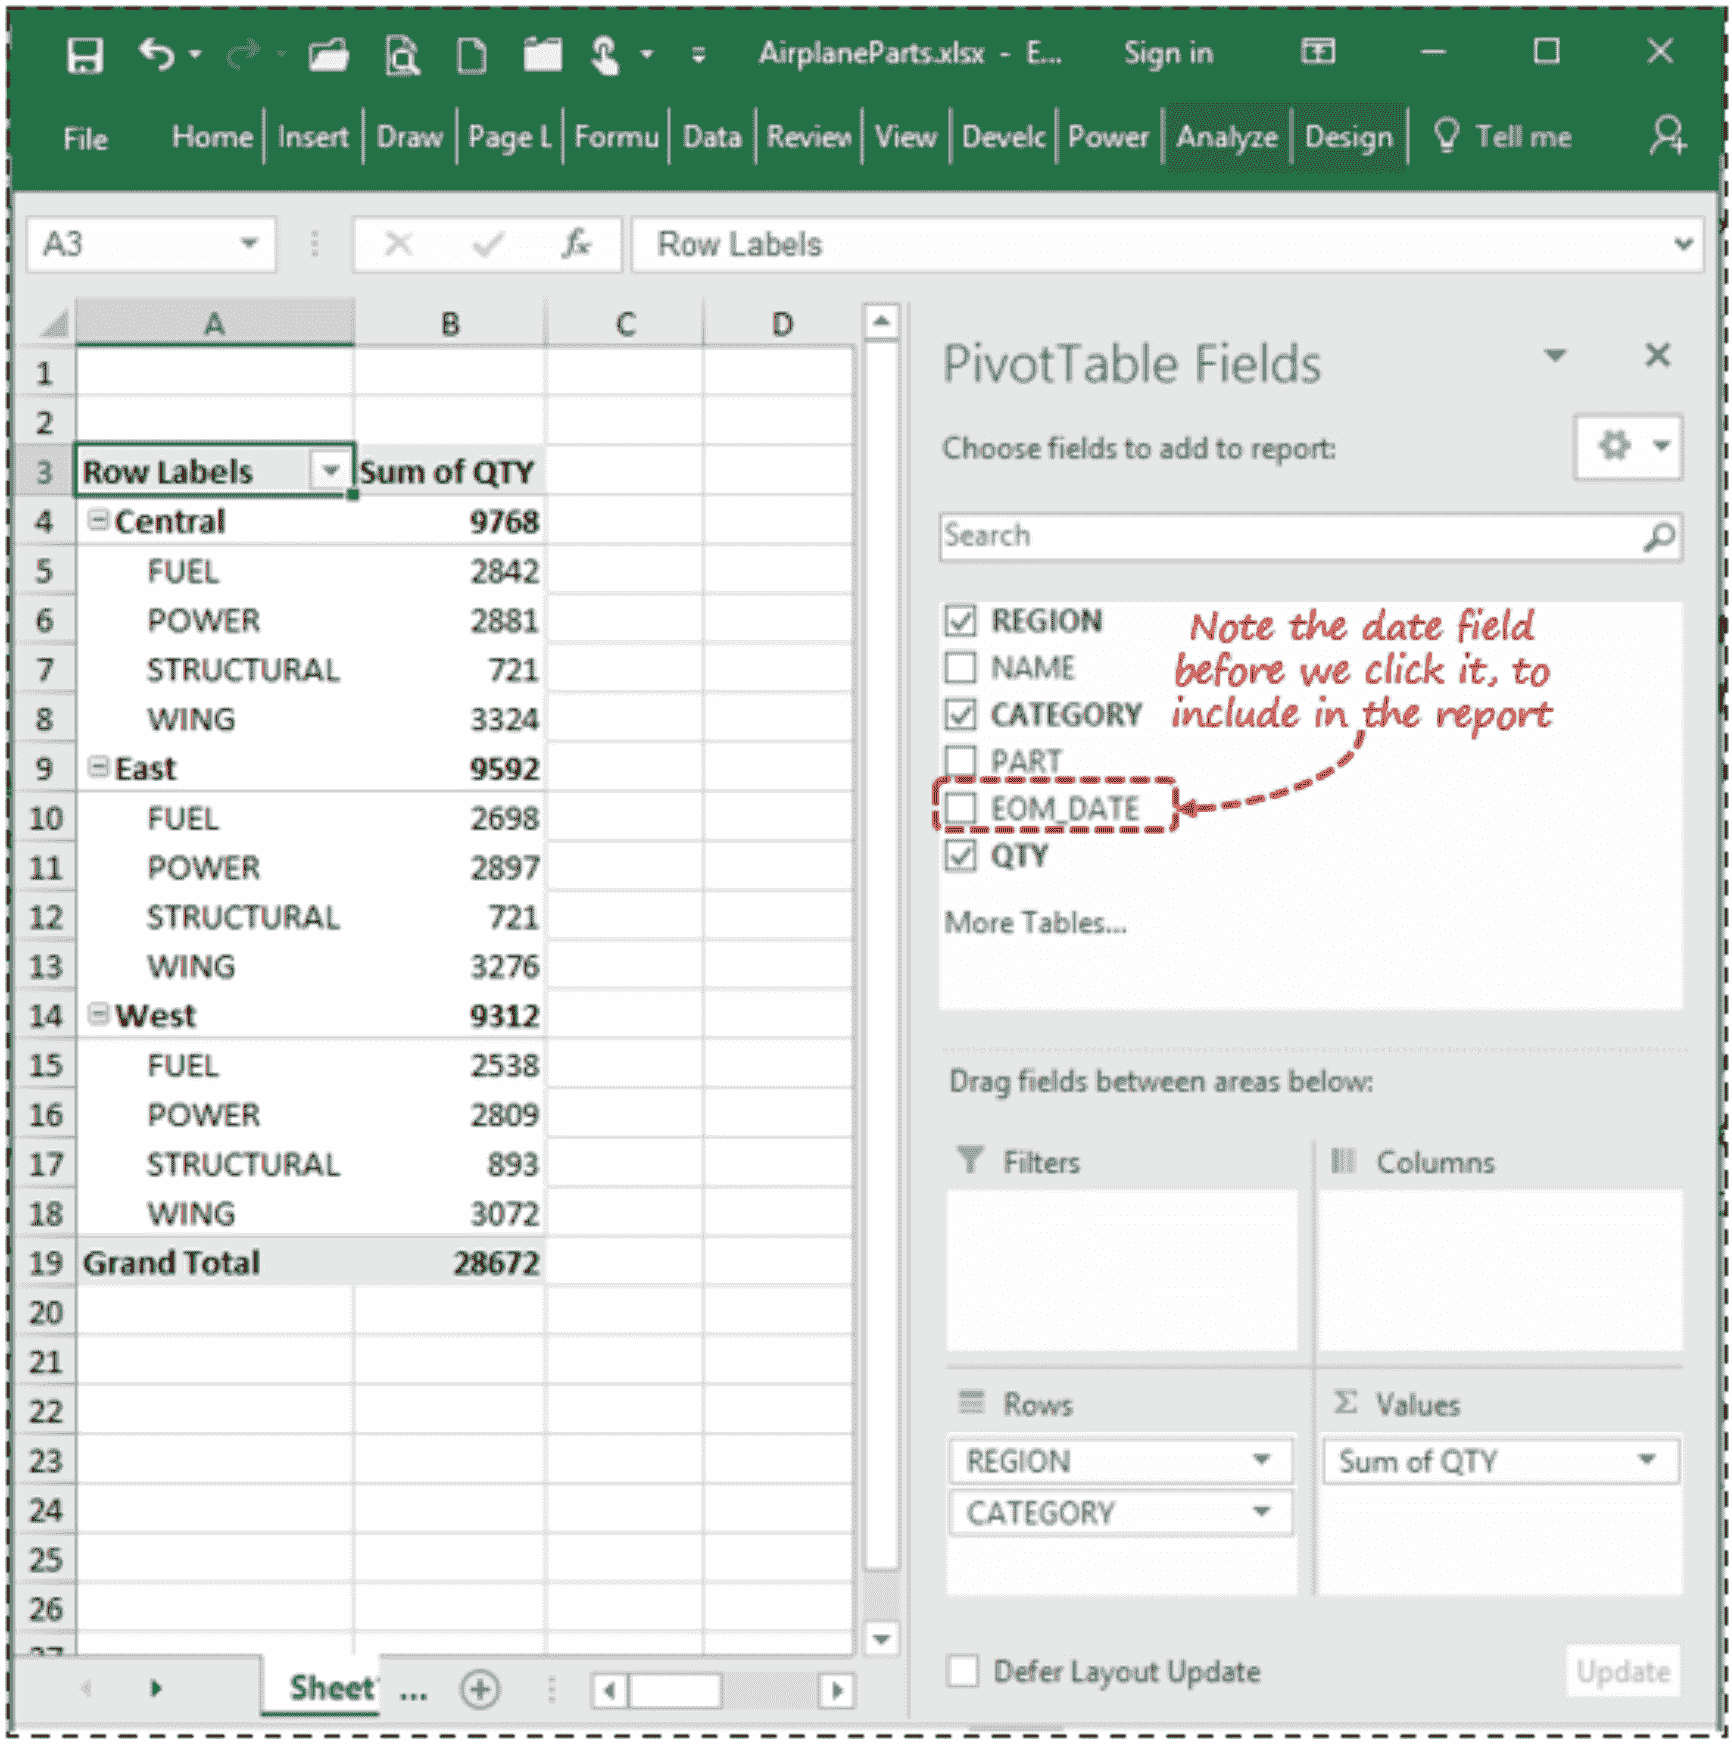 AirplaneParts.xlsx - E... Sign in
File Home Insert Draw Page L Formu Data Review View Develc Power Analyze Design Tell me
A3 fx Row Labels
A B C D
1
2
3 Row Labels Sum of QTY
4 Central 9768
5 FUEL 2842
6 POWER 2881
7 STRUCTURAL 721
8 WING 3324
9 East 9592
10 FUEL 2698
11 POWER 2897
12 STRUCTURAL 721
13 WING 3276
14 West 9312
15 FUEL 2538
16 POWER 2809
17 STRUCTURAL 893
18 WING 3072
19 Grand Total 28672
20
21
22
23
24
25
26
27
Sheet1 ...
PivotTable Fields
Choose fields to add to report:
Search
REGION
NAME
CATEGORY
PART
EOM_DATE
QTY
More Tables...
Note the date field
before we click it, to
include in the report
Drag fields between areas below:
Filters Columns
Rows Σ Values
REGION Sum of QTY
CATEGORY
Defer Layout Update Update